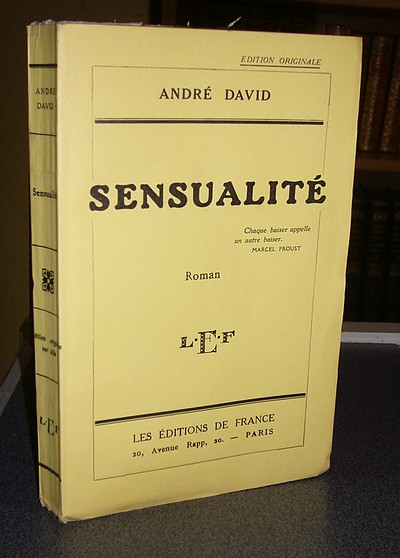 EDITION ORIGINALE
ANDRÉ DAVID
SENSUALITÉ
Chaque baiser appelle
un autre baiser.
MARCEL PROUST
Roman
L·E·F
LES ÉDITIONS DE FRANCE
20, Avenue Rapp, 20. — PARIS
ANDRÉ
DAVID
Sensualité
L·E·F